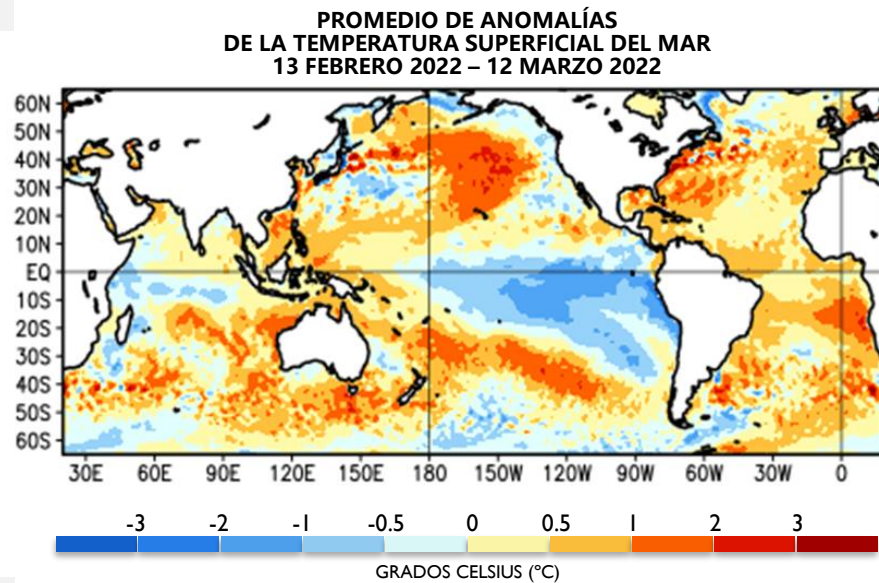 PROMEDIO DE ANOMALÍAS
DE LA TEMPERATURA SUPERFICIAL DEL MAR
13 FEBRERO 2022 – 12 MARZO 2022
60N
50N
40N
30N
20N
10N
EQ
10S
20S
30S
40S
50S
60S
30E 60E 90E 120E 150E 180 150W 120W 90W 60W 30W 0
-3 -2 -1 -0.5 0 0.5 1 2 3
GRADOS CELSIUS (ºC)